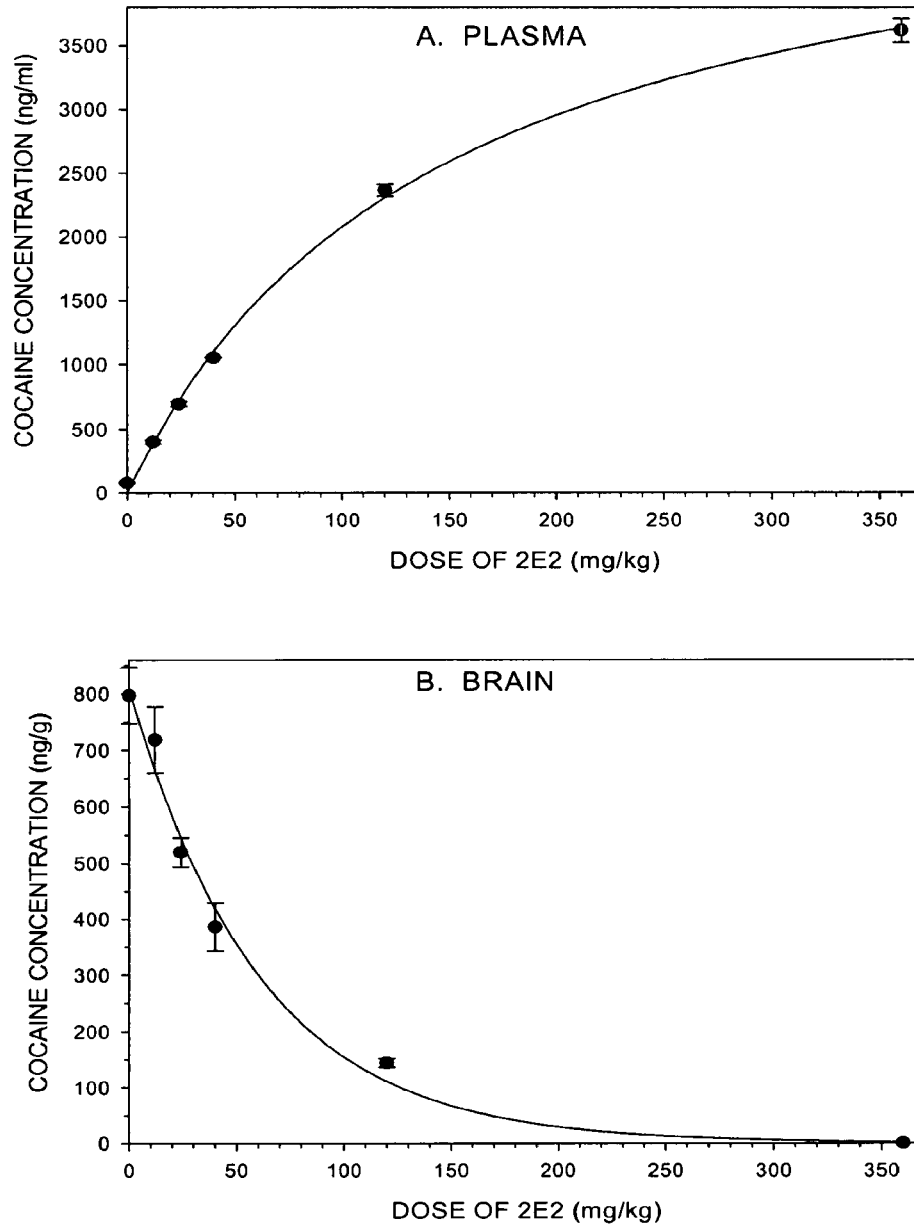 A. PLASMA
COCAINE CONCENTRATION (ng/ml)
3500
3000
2500
2000
1500
1000
500
0
0 50 100 150 200 250 300 350
DOSE OF 2E2 (mg/kg)
B. BRAIN
COCAINE CONCENTRATION (ng/g)
800
700
600
500
400
300
200
100
0
0 50 100 150 200 250 300 350
DOSE OF 2E2 (mg/kg)